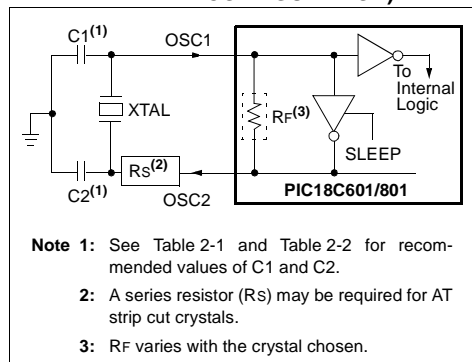 C1(1)
OSC1
To
Internal
Logic
XTAL
RF(3)
SLEEP
C2(1)
RS(2)
OSC2
PIC18C601/801
Note 1: See Table 2-1 and Table 2-2 for recom-
mended values of C1 and C2.
2: A series resistor (RS) may be required for AT
strip cut crystals.
3: RF varies with the crystal chosen.